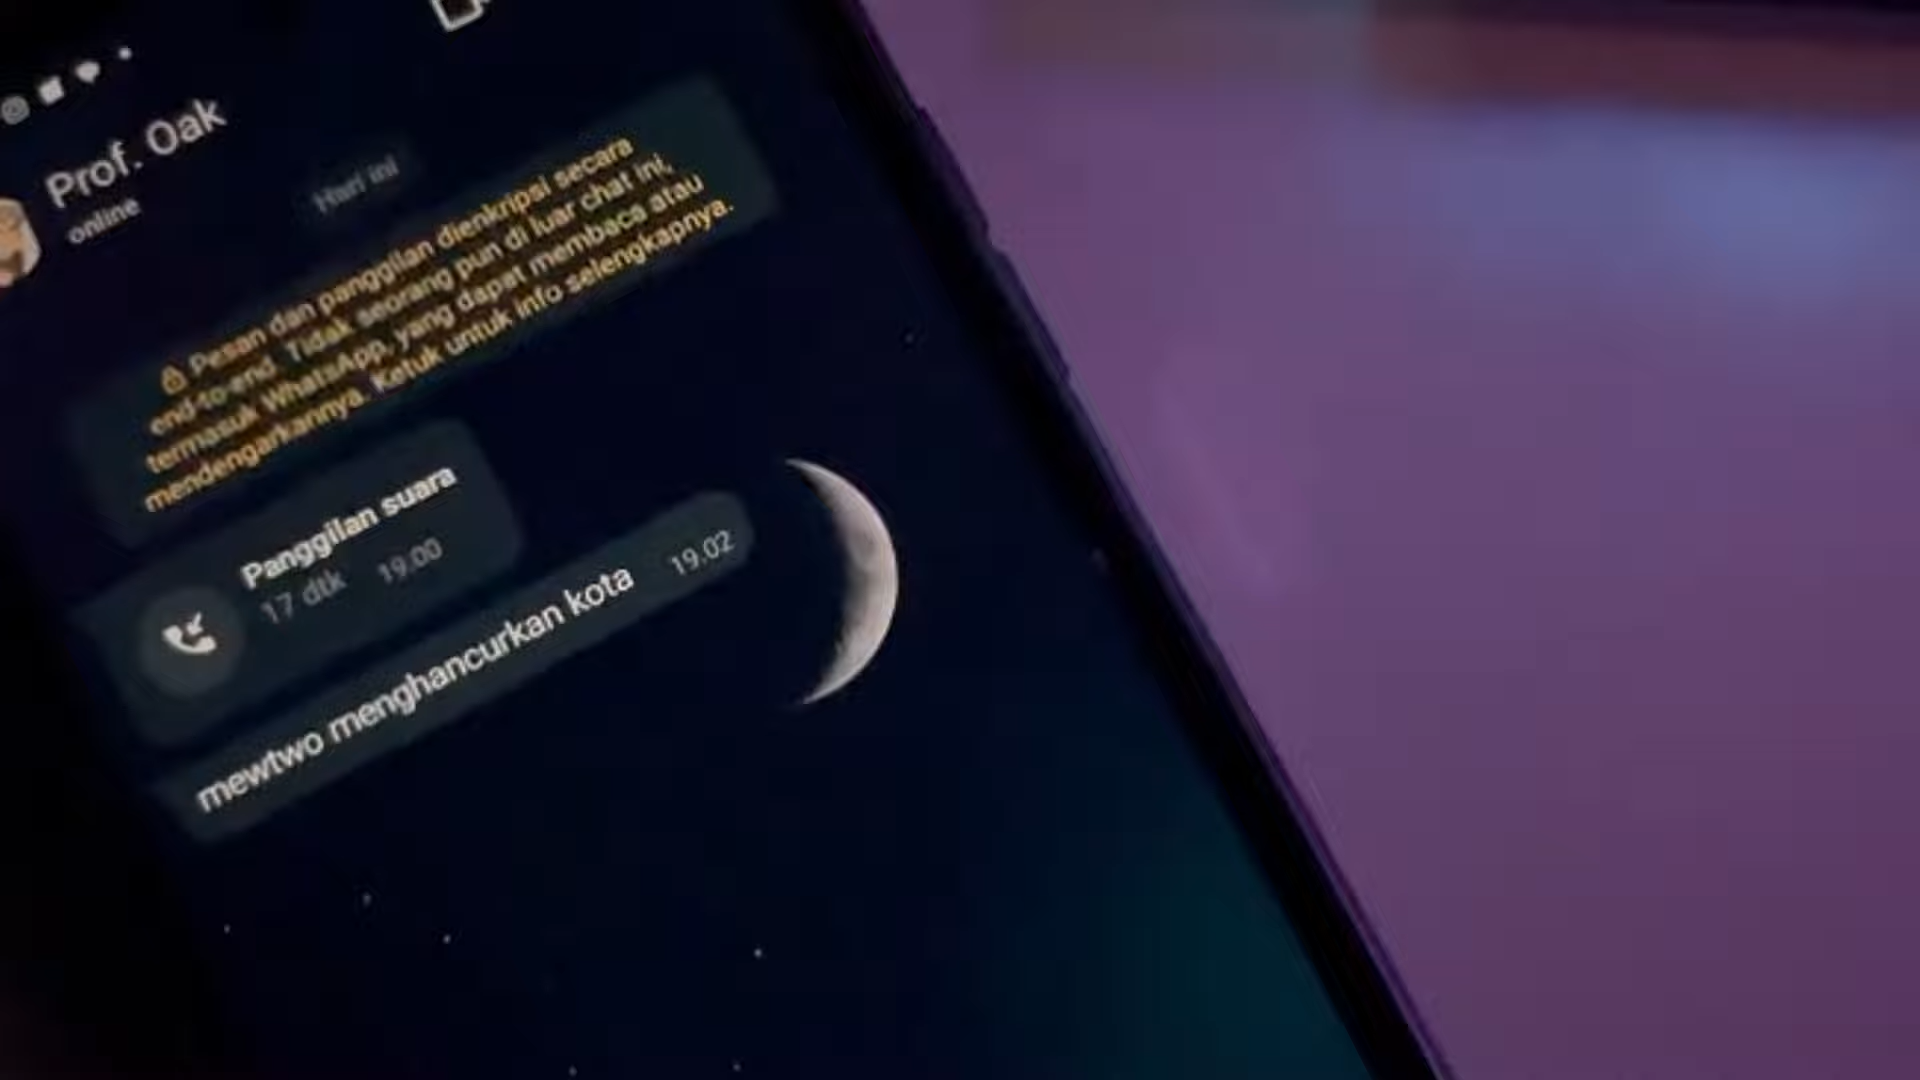 Prof. Oak
online
Hari ini
Pesan dan panggilan dienkripsi secara
end-to-end. Tidak seorang pun di luar chat ini,
termasuk WhatsApp, yang dapat membaca atau
mendengarkannya. Ketuk untuk info selengkapnya.
Panggilan suara
17 dtk 19.00
mewtwo menghancurkan kota 19.02